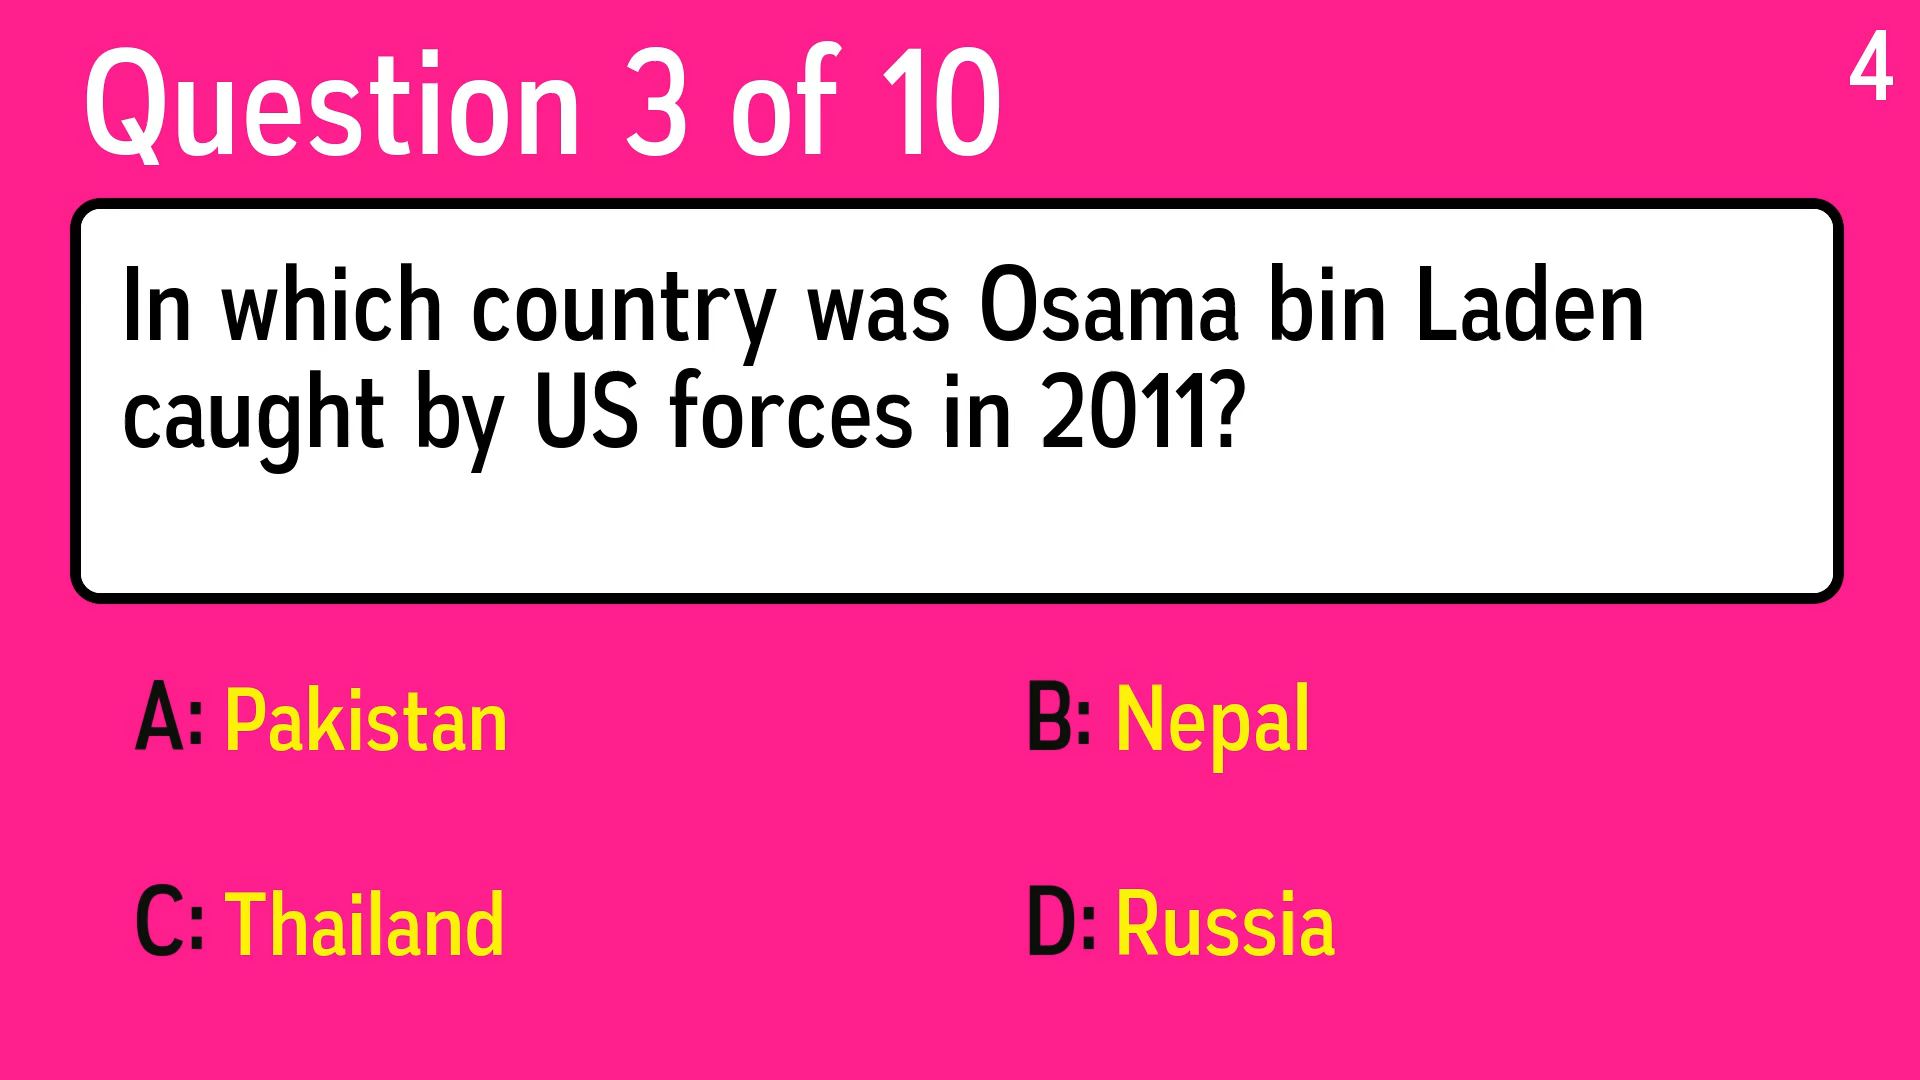 Question 3 of 10
4
In which country was Osama bin Laden
caught by US forces in 2011?
A: Pakistan
B: Nepal
C: Thailand
D: Russia